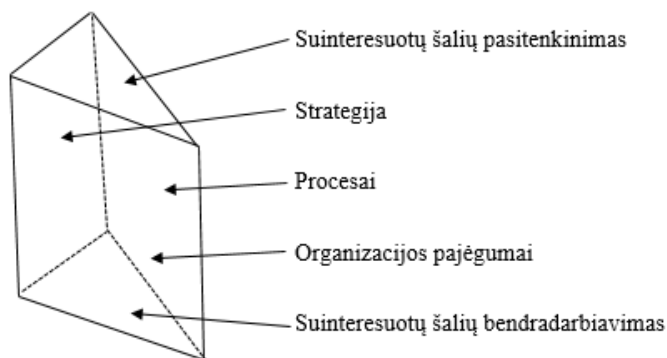 Suinteresuotų šalių pasitenkinimas
Strategija
Procesai
Organizacijos pajėgumai
Suinteresuotų šalių bendradarbiavimas